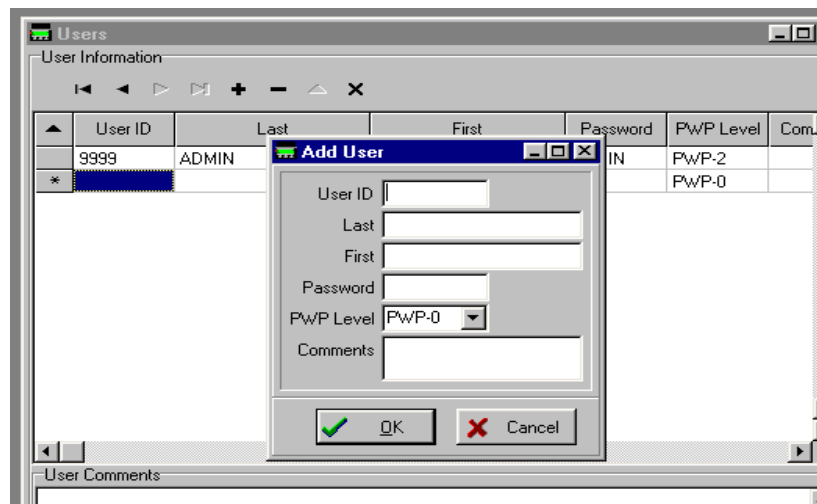 Users
User Information
User ID Last First Password PWP Level Com
9999 ADMIN IN PWP-2
* PWP-0
Add User
User ID
Last
First
Password
PWP Level PWP-0
Comments
OK Cancel
User Comments